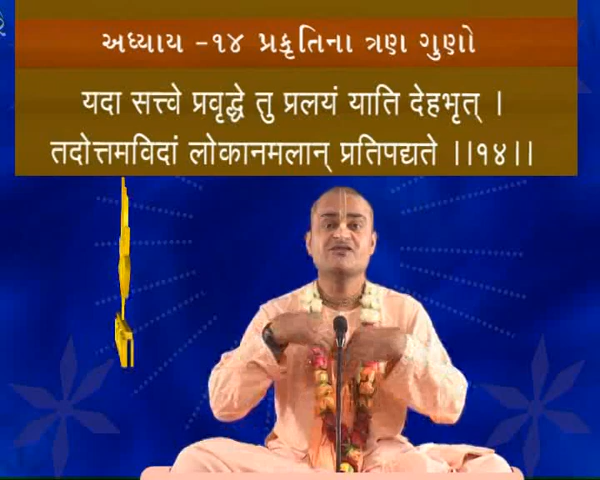 અધ્યાય -૧૪ પ્રકૃતિના ત્રણ ગુણો
यदा सत्त्वे प्रवृद्धे तु प्रलयं याति देहभृत् ।
तदोत्तमविदां लोकानमलान् प्रतिपद्यते ।।१४।।